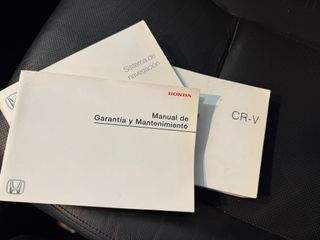 Sistema de
navegación
HONDA
Manual de
Garantía y Mantenimiento
CR-V